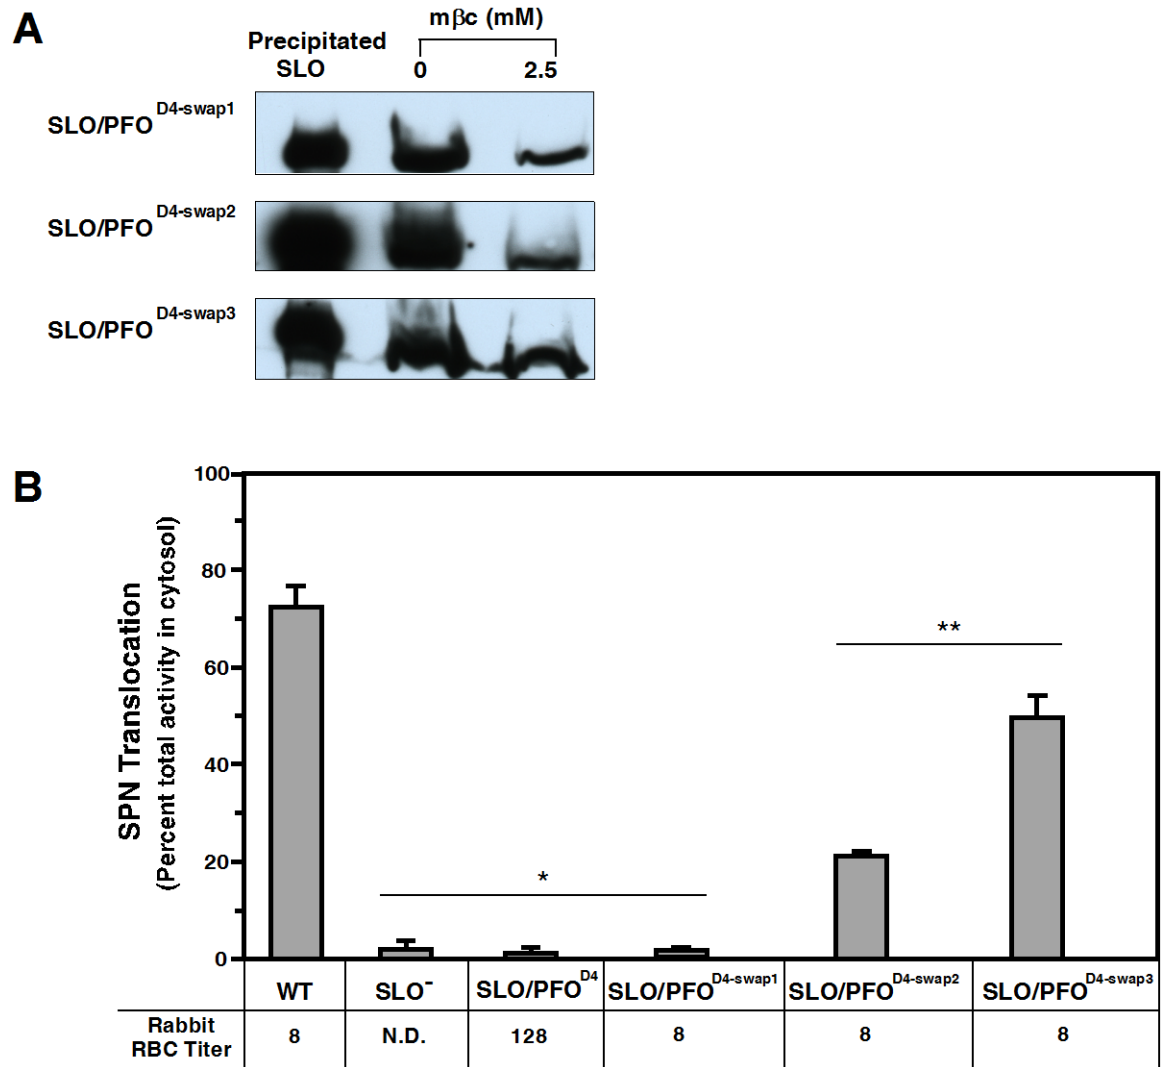 A
mβc (mM)
Precipitated
SLO 0 2.5
SLO/PFO D4-swap1
SLO/PFO D4-swap2
SLO/PFO D4-swap3
B
SPN Translocation
(Percent total activity in cytosol)
100
80
60
40
20
0
*
**
WT SLO⁻ SLO/PFO D4 SLO/PFO D4-swap1 SLO/PFO D4-swap2 SLO/PFO D4-swap3
Rabbit
RBC Titer 8 N.D. 128 8 8 8